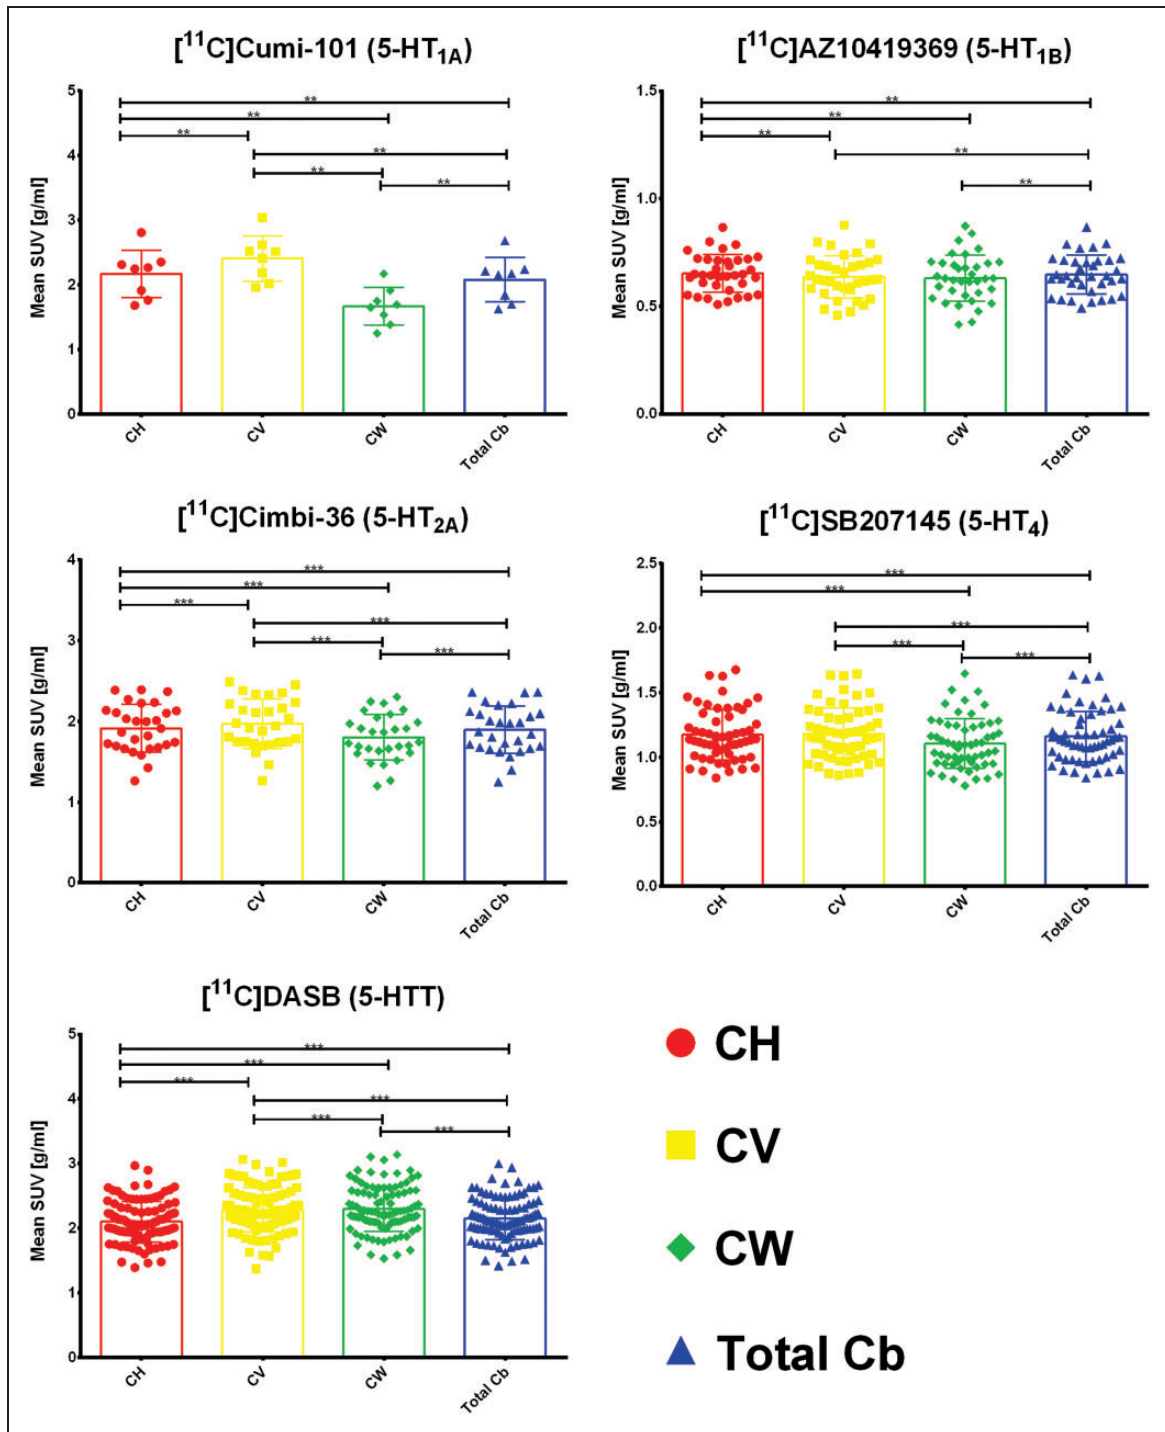 [¹¹C]Cumi-101 (5-HT₁A)
Mean SUV [g/ml]
5
4
3
2
1
0
**
**
**
**
**
**
CH
CV
CW
Total Cb
[¹¹C]AZ10419369 (5-HT₁B)
Mean SUV [g/ml]
1.5
1.0
0.5
0.0
**
**
**
**
**
CH
CV
CW
Total Cb
[¹¹C]Cimbi-36 (5-HT₂A)
Mean SUV [g/ml]
4
3
2
1
0
***
***
***
***
***
***
CH
CV
CW
Total Cb
[¹¹C]SB207145 (5-HT₄)
Mean SUV [g/ml]
2.5
2.0
1.5
1.0
0.5
0.0
***
***
***
***
***
CH
CV
CW
Total Cb
[¹¹C]DASB (5-HTT)
Mean SUV [g/ml]
5
4
3
2
1
0
***
***
***
***
***
***
CH
CV
CW
Total Cb
CH
CV
CW
Total Cb